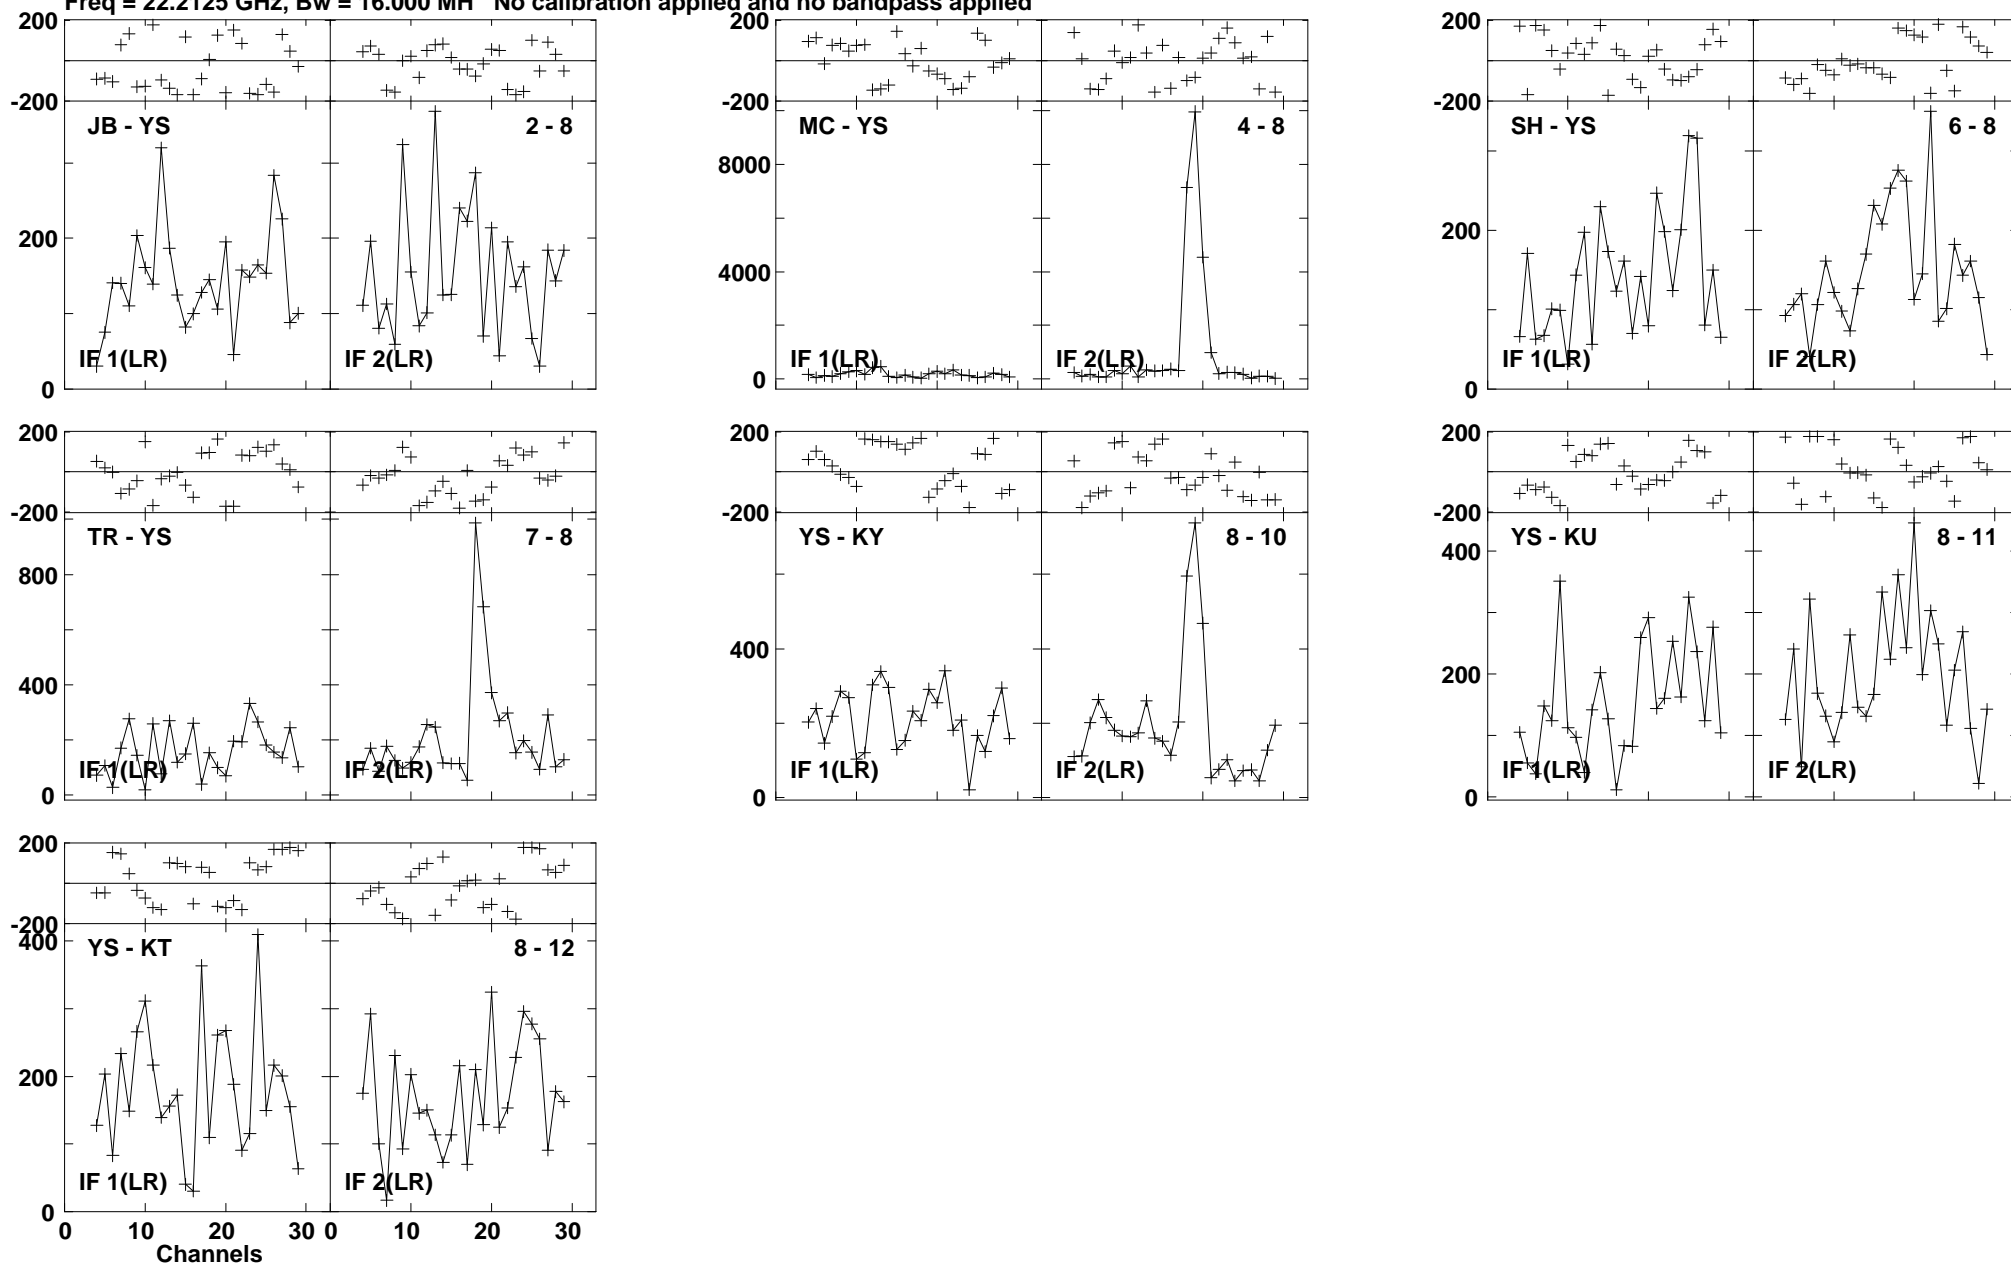 Freq = 22.2125 GHz, Bw = 16.000 MH No calibration applied and no bandpass applied
200
-200
JB - YS
2 - 8
200
0
IF 1(LR)
IF 2(LR)
MC - YS
4 - 8
8000
4000
0
IF 1(LR)
IF 2(LR)
200
-200
SH - YS
6 - 8
200
0
IF 1(LR)
IF 2(LR)
200
-200
TR - YS
7 - 8
800
400
0
IF 1(LR)
IF 2(LR)
200
-200
YS - KY
8 - 10
400
0
IF 1(LR)
IF 2(LR)
200
-200
YS - KU
8 - 11
400
200
0
IF 1(LR)
IF 2(LR)
200
-200
YS - KT
8 - 12
400
200
0
IF 1(LR)
IF 2(LR)
0 10 20 30 0 10 20 30
Channels
200
-200